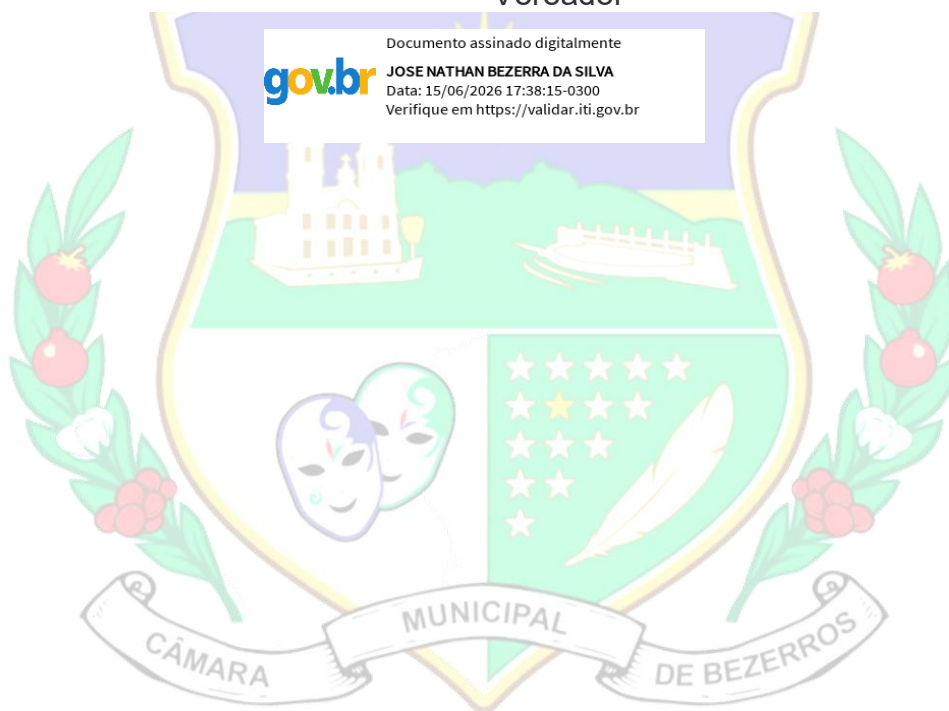 Vereador
Documento assinado digitalmente
gov.br
JOSE NATHAN BEZERRA DA SILVA
Data: 15/06/2026 17:38:15-0300
Verifique em https://validar.iti.gov.br
CÂMARA
MUNICIPAL
DE BEZERROS